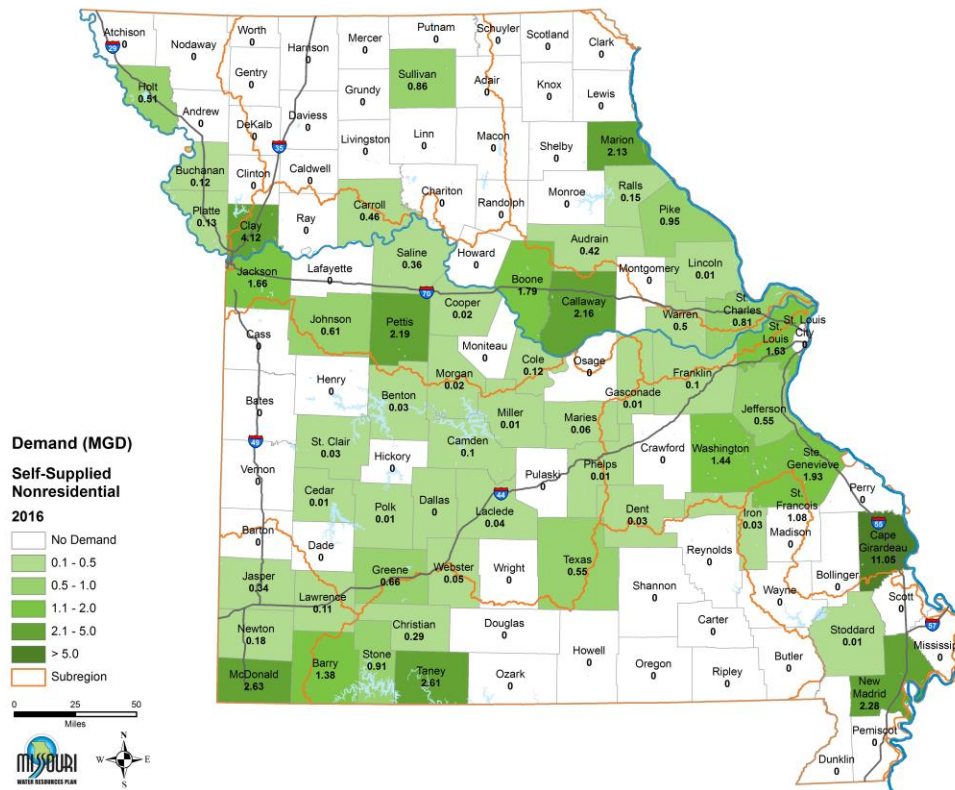 Atchison
0
Nodaway
0
Worth
0
Gentry
0
Harrison
0
Mercer
0
Putnam
0
Schuyler
0
Scotland
0
Clark
0
Holt
0.51
Andrew
0
DeKalb
0
Daviess
0
Grundy
0
Sullivan
0.86
Adair
0
Knox
0
Lewis
0
Livingston
0
Linn
0
Macon
0
Shelby
0
Marion
2.13
Buchanan
0.12
Clinton
0
Caldwell
0
Chariton
0
Randolph
0
Monroe
0
Ralls
0.15
Pike
0.95
Platte
0.13
Clay
4.12
Ray
0
Carroll
0.46
Saline
0.36
Howard
0
Boone
1.79
Audrain
0.42
Callaway
2.16
Montgomery
0
Lincoln
0.01
Jackson
1.66
Lafayette
0
Johnson
0.61
Pettis
2.19
Cooper
0.02
Moniteau
0
Cole
0.12
Osage
0
Warren
0.5
St.
Charles
0.81
St.
Louis
1.63
St. Louis
City
0
Cass
0
Henry
0
Benton
0.03
Morgan
0.02
Miller
0.01
Maries
0.06
Gasconade
0.01
Franklin
0.1
Jefferson
0.55
Bates
0
St. Clair
0.03
Hickory
0
Camden
0.1
Pulaski
0
Phelps
0.01
Crawford
0
Washington
1.44
Ste
Genevieve
1.93
St.
Francois
1.08
Perry
0
Vernon
0
Cedar
0.01
Polk
0.01
Dallas
0
Laclede
0.04
Dent
0.03
Iron
0.03
Madison
0
Cape
Girardeau
11.05
Barton
0
Dade
0
Greene
0.66
Webster
0.05
Wright
0
Texas
0.55
Shannon
0
Reynolds
0
Wayne
0
Bollinger
0
Scott
0
Jasper
0.34
Lawrence
0.11
Christian
0.29
Douglas
0
Howell
0
Carter
0
Stoddard
0.01
Mississippi
0
Newton
0.18
McDonald
2.63
Barry
1.38
Stone
0.91
Taney
2.61
Ozark
0
Oregon
0
Ripley
0
Butler
0
New
Madrid
2.28
Pemiscot
0
Dunklin
0
29
35
70
49
44
55
57
Demand (MGD)
Self-Supplied
Nonresidential
2016
No Demand
0.1 - 0.5
0.5 - 1.0
1.1 - 2.0
2.1 - 5.0
> 5.0
Subregion
0 25 50
Miles
MISSOURI
WATER RESOURCES PLAN
N
W E
S